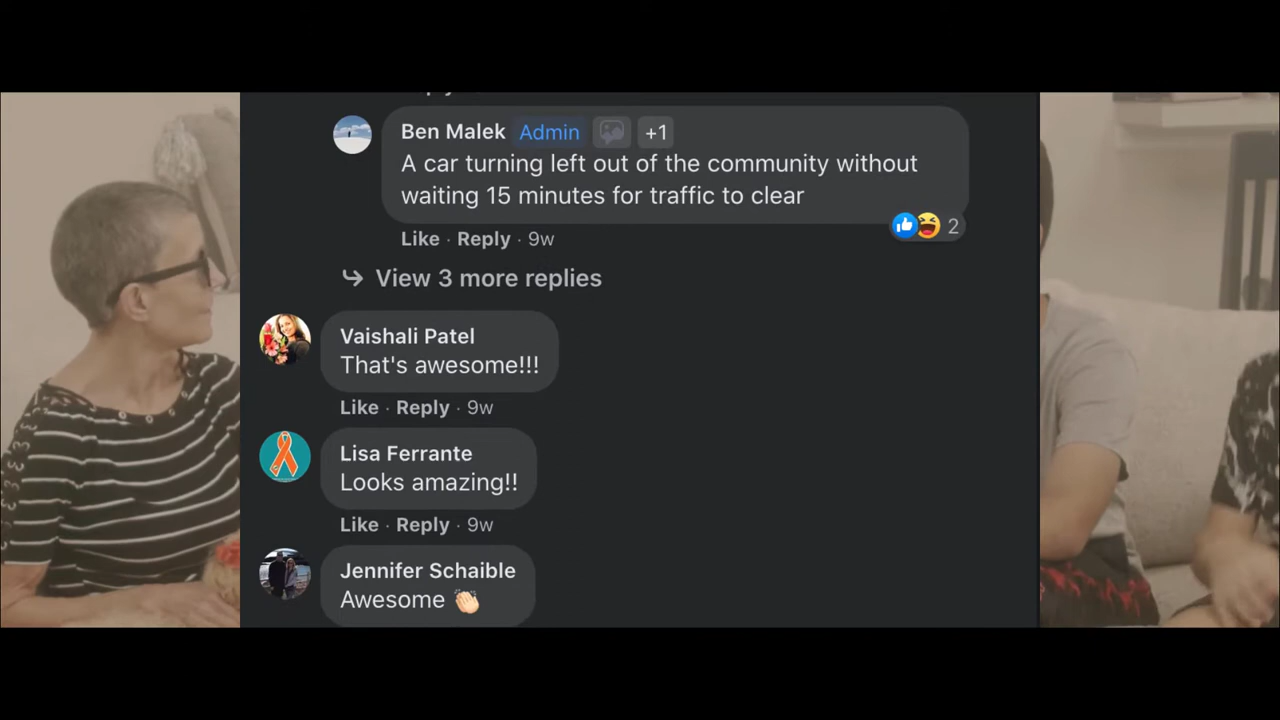 Ben Malek Admin +1
A car turning left out of the community without
waiting 15 minutes for traffic to clear
2
Like · Reply · 9w
View 3 more replies
Vaishali Patel
That's awesome!!!
Like · Reply · 9w
Lisa Ferrante
Looks amazing!!
Like · Reply · 9w
Jennifer Schaible
Awesome 👏🏻